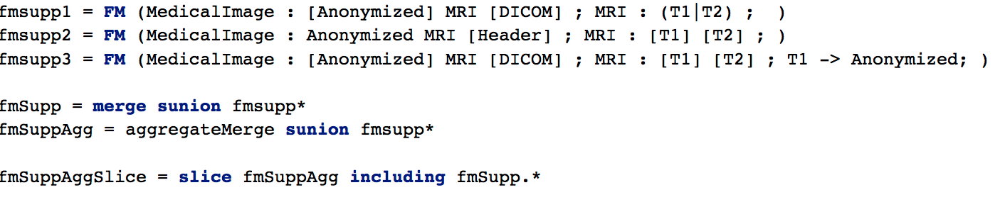 fmsupp1 = FM (MedicalImage : [Anonymized] MRI [DICOM] ; MRI : (T1|T2) ;  )
fmsupp2 = FM (MedicalImage : Anonymized MRI [Header] ; MRI : [T1] [T2] ; )
fmsupp3 = FM (MedicalImage : [Anonymized] MRI [DICOM] ; MRI : [T1] [T2] ; T1 -> Anonymized; )
fmSupp = merge sunion fmsupp*
fmSuppAgg = aggregateMerge sunion fmsupp*
fmSuppAggSlice = slice fmSuppAgg including fmSupp.*